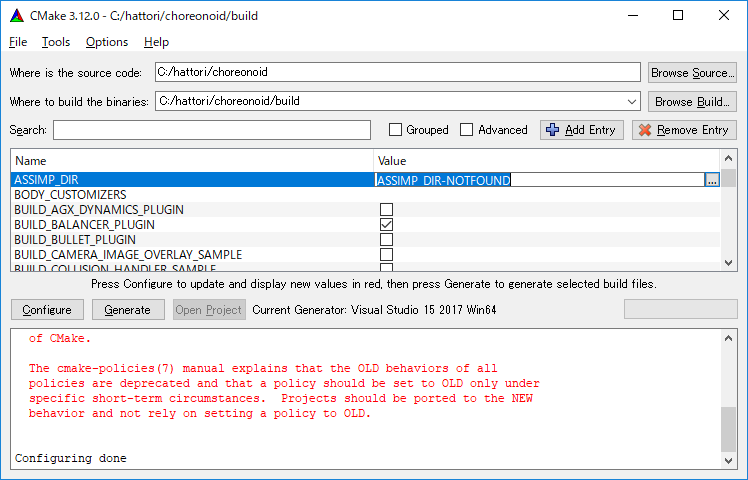 CMake 3.12.0 - C:/hattori/choreonoid/build
File Tools Options Help
Where is the source code: C:/hattori/choreonoid Browse Source...
Where to build the binaries: C:/hattori/choreonoid/build Browse Build...
Search: Grouped Advanced Add Entry Remove Entry
Name Value
ASSIMP_DIR ASSIMP_DIR-NOTFOUND ...
BODY_CUSTOMIZERS
BUILD_AGX_DYNAMICS_PLUGIN
BUILD_BALANCER_PLUGIN
BUILD_BULLET_PLUGIN
BUILD_CAMERA_IMAGE_OVERLAY_SAMPLE
BUILD_COLLISION_HANDLER_SAMPLE
Press Configure to update and display new values in red, then press Generate to generate selected build files.
Configure Generate Open Project Current Generator: Visual Studio 15 2017 Win64
of CMake.
The cmake-policies(7) manual explains that the OLD behaviors of all
policies are deprecated and that a policy should be set to OLD only under
specific short-term circumstances.  Projects should be ported to the NEW
behavior and not rely on setting a policy to OLD.
Configuring done